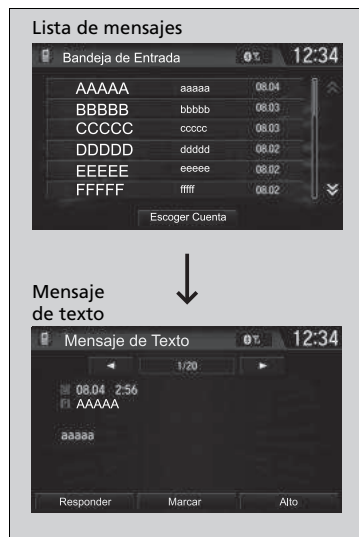 Lista de mensajes
Bandeja de Entrada 12:34
AAAAA aaaaa 08.04
BBBBB bbbbb 08.03
CCCCC ccccc 08.03
DDDDD ddddd 08.02
EEEEE eeeee 08.02
FFFFF fffff 08.02
Escoger Cuenta
Mensaje
de texto
Mensaje de Texto 12:34
1/20
08.04 2:56
AAAAA
aaaaa
Responder Marcar Alto